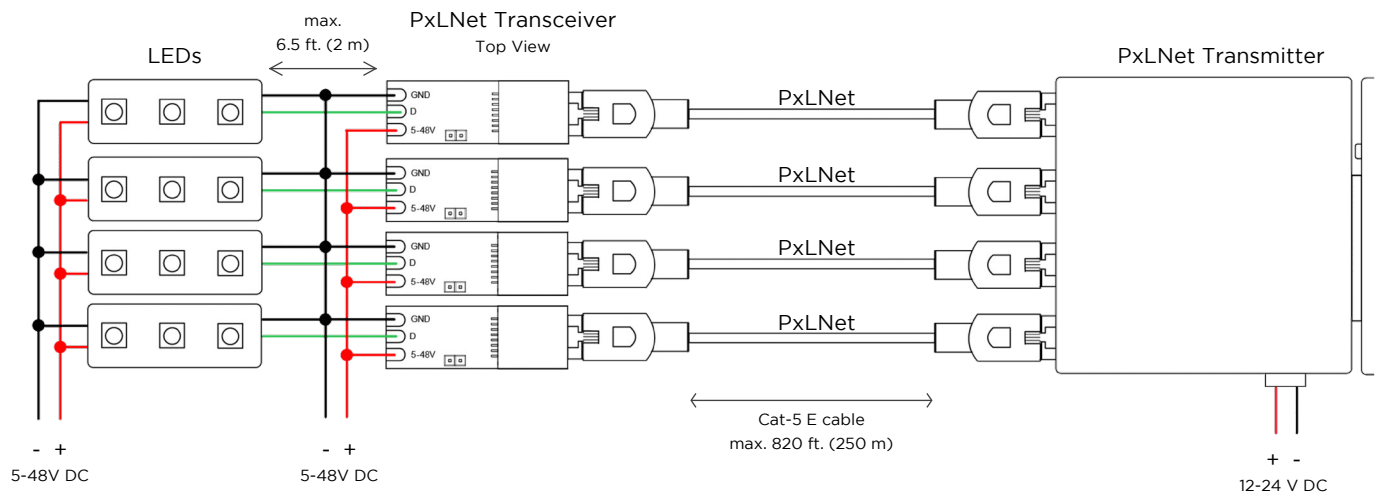 max.
6.5 ft. (2 m)
PxLNet Transceiver
Top View
LEDs
PxLNet Transmitter
GND
D
5-48V
PxLNet
GND
D
5-48V
PxLNet
GND
D
5-48V
PxLNet
GND
D
5-48V
PxLNet
Cat-5 E cable
max. 820 ft. (250 m)
- +
5-48V DC
- +
5-48V DC
+ -
12-24 V DC